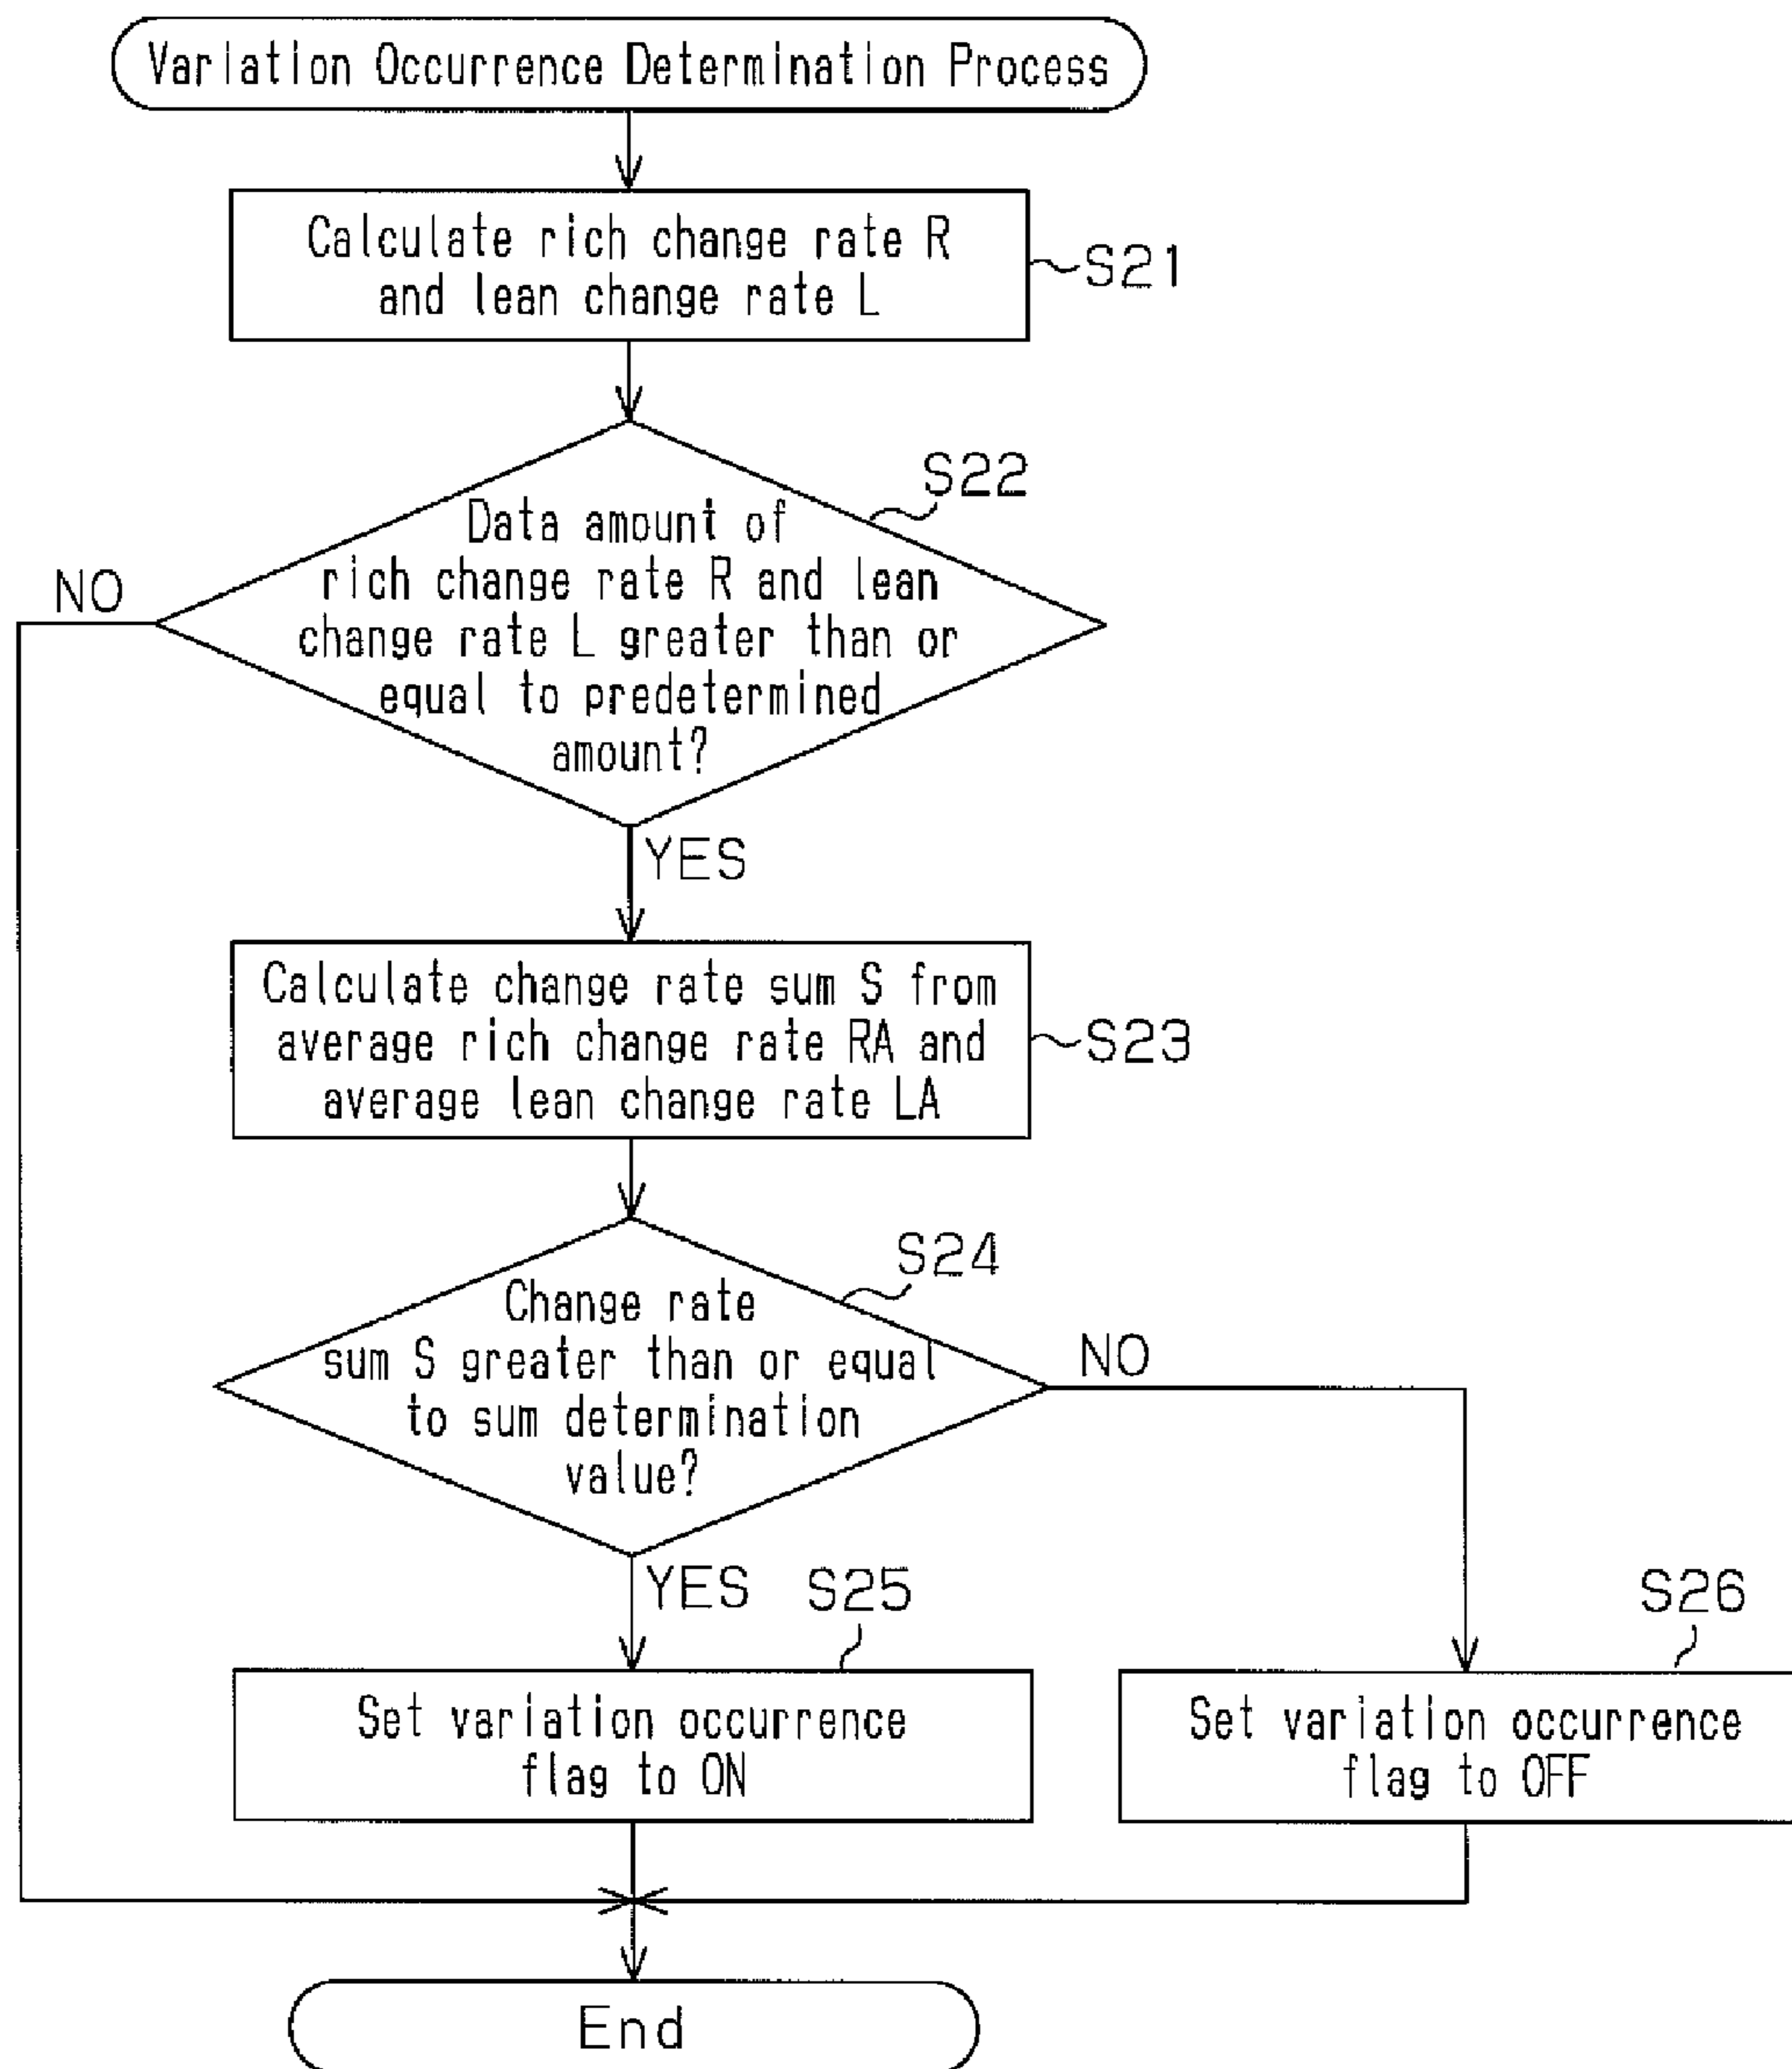 Variation Occurrence Determination Process
Calculate rich change rate R
and lean change rate L
S21
S22
Data amount of
rich change rate R and lean
change rate L greater than or
equal to predetermined
amount?
NO
YES
Calculate change rate sum S from
average rich change rate RA and
average lean change rate LA
S23
S24
Change rate
sum S greater than or equal
to sum determination
value?
NO
YES
S25
Set variation occurrence
flag to ON
S26
Set variation occurrence
flag to OFF
End